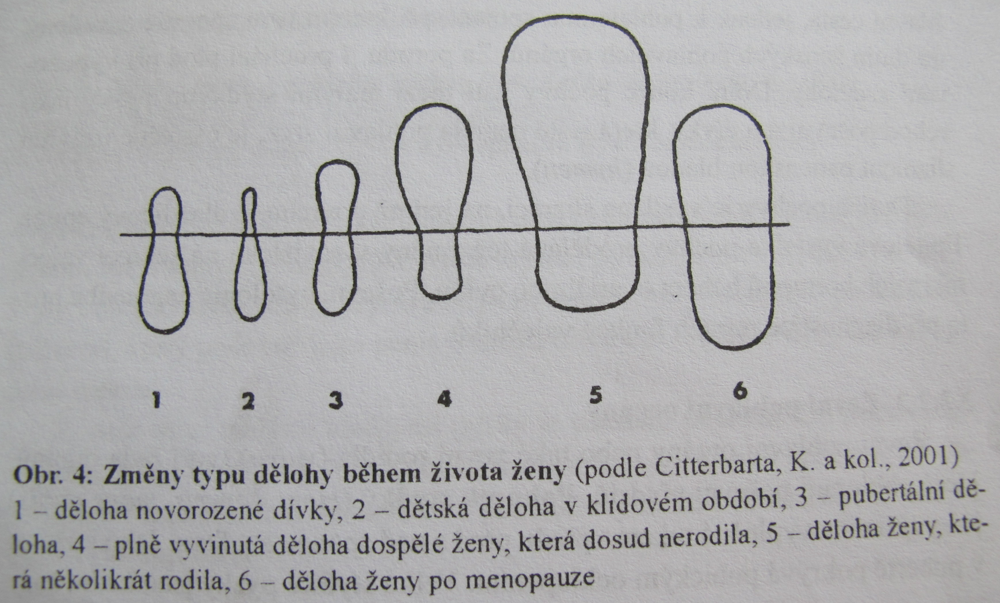 1 2 3 4 5 6
Obr. 4: Změny typu dělohy během života ženy (podle Citterbarta, K. a kol., 2001)
1 – děloha novorozené dívky, 2 – dětská děloha v klidovém období, 3 – pubertální dě-
loha, 4 – plně vyvinutá děloha dospělé ženy, která dosud nerodila, 5 – děloha ženy, kte-
rá několikrát rodila, 6 – děloha ženy po menopauze